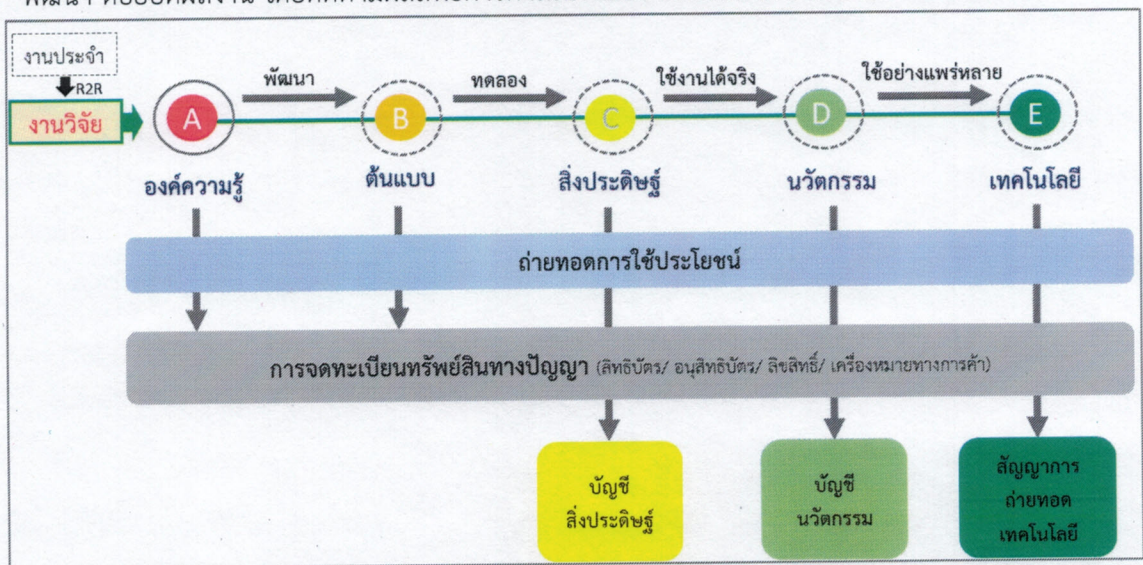 งานประจำ
R2R
งานวิจัย
พัฒนา
ทดลอง
ใช้งานได้จริง
ใช้อย่างแพร่หลาย
A
B
C
D
E
องค์ความรู้
ต้นแบบ
สิ่งประดิษฐ์
นวัตกรรม
เทคโนโลยี
ถ่ายทอดการใช้ประโยชน์
การจดทะเบียนทรัพย์สินทางปัญญา (สิทธิบัตร/ อนุสิทธิบัตร/ ลิขสิทธิ์/ เครื่องหมายทางการค้า)
บัญชี
สิ่งประดิษฐ์
บัญชี
นวัตกรรม
สัญญาการ
ถ่ายทอด
เทคโนโลยี